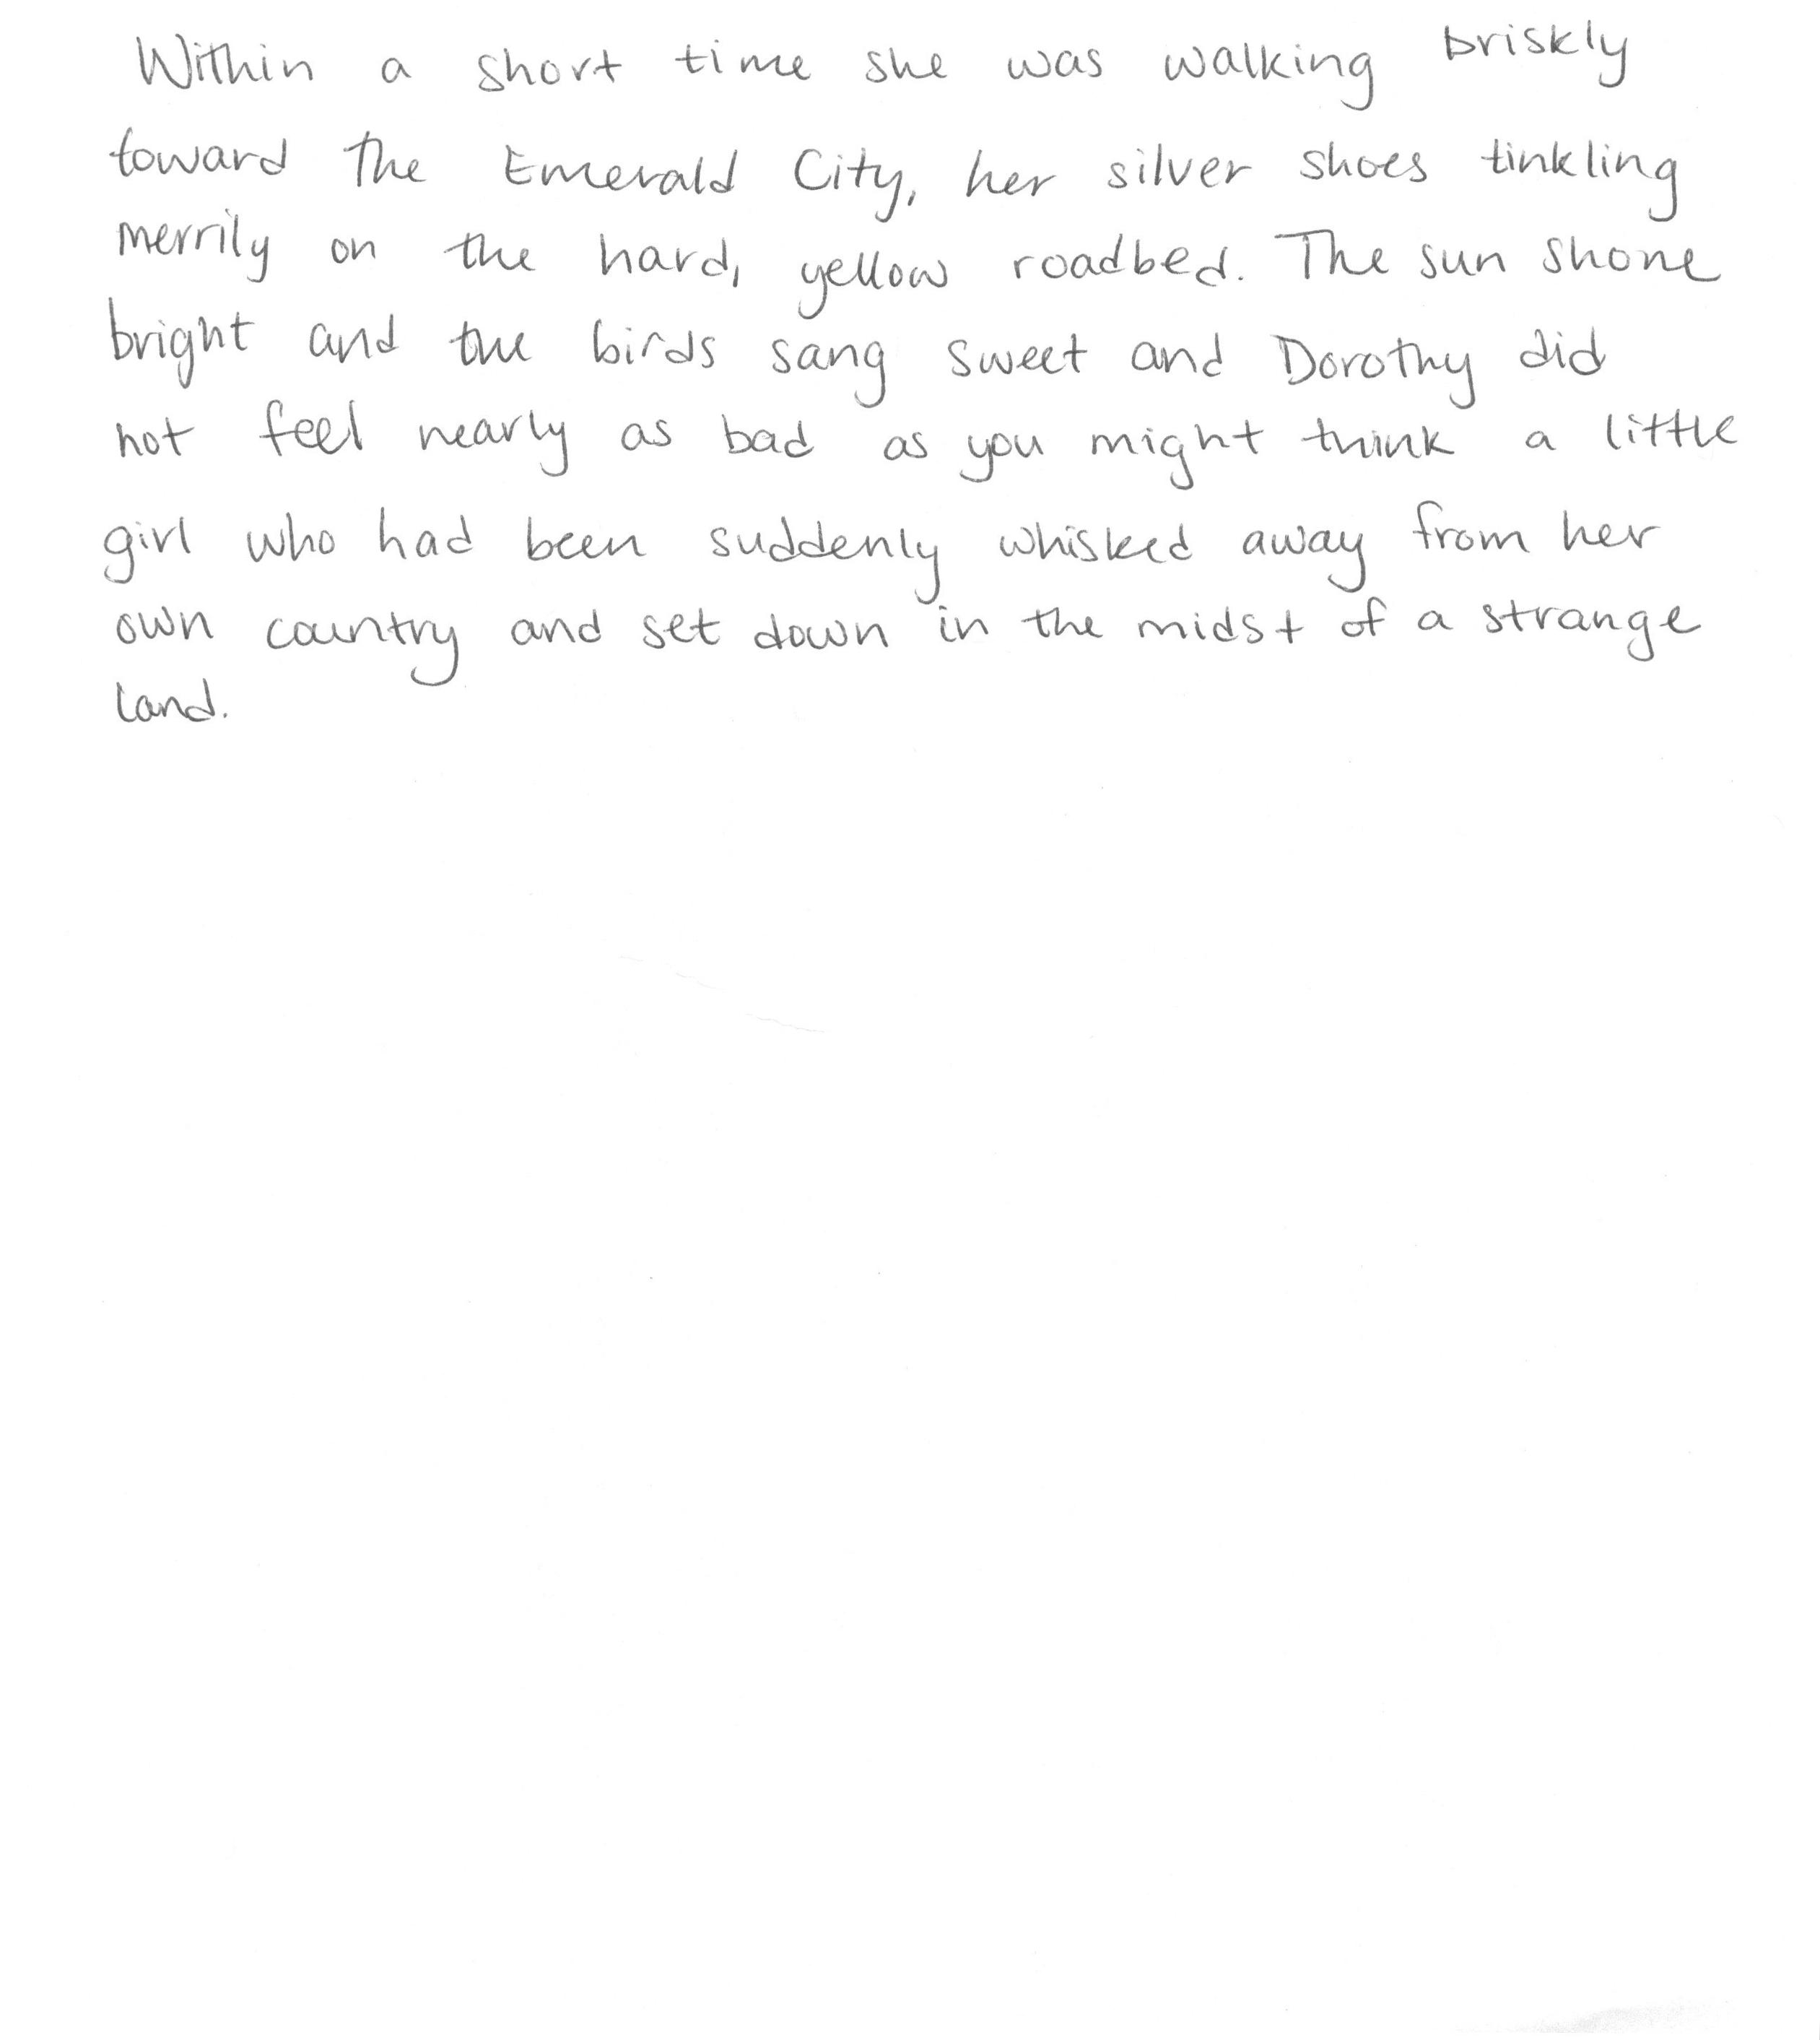 Within a short time she was walking briskly
toward the Emerald City, her silver shoes tinkling
merrily on the hard, yellow roadbed. The sun shone
bright and the birds sang sweet and Dorothy did
not feel nearly as bad as you might think a little
girl who had been suddenly whisked away from her
own country and set down in the midst of a strange
land.